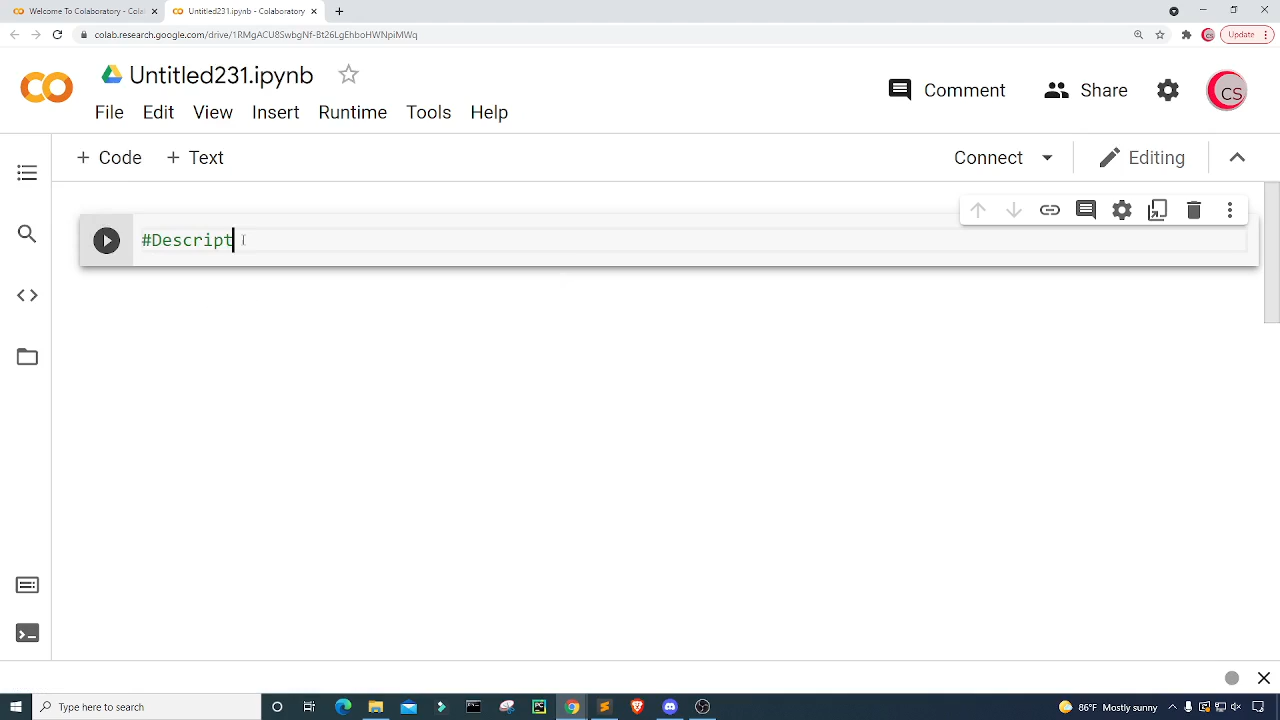 Welcome To Colaboratory - Colal
Untitled231.ipynb - Colaboratory
colab.research.google.com/drive/1RMgACU8SwbgNf-Bt26LgEhboHWNpiMWq
CS
Update
Untitled231.ipynb
Comment
Share
CS
File Edit View Insert Runtime Tools Help
+ Code + Text
Connect
Editing
#Descript
Type here to search
86°F Mostly sunny